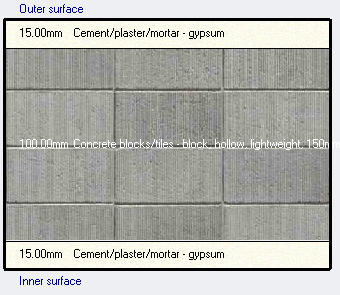 Outer surface
15.00mm Cement/plaster/mortar - gypsum
100.00mm Concrete blocks/tiles - block, hollow, lightweight, 150mm
15.00mm Cement/plaster/mortar - gypsum
Inner surface